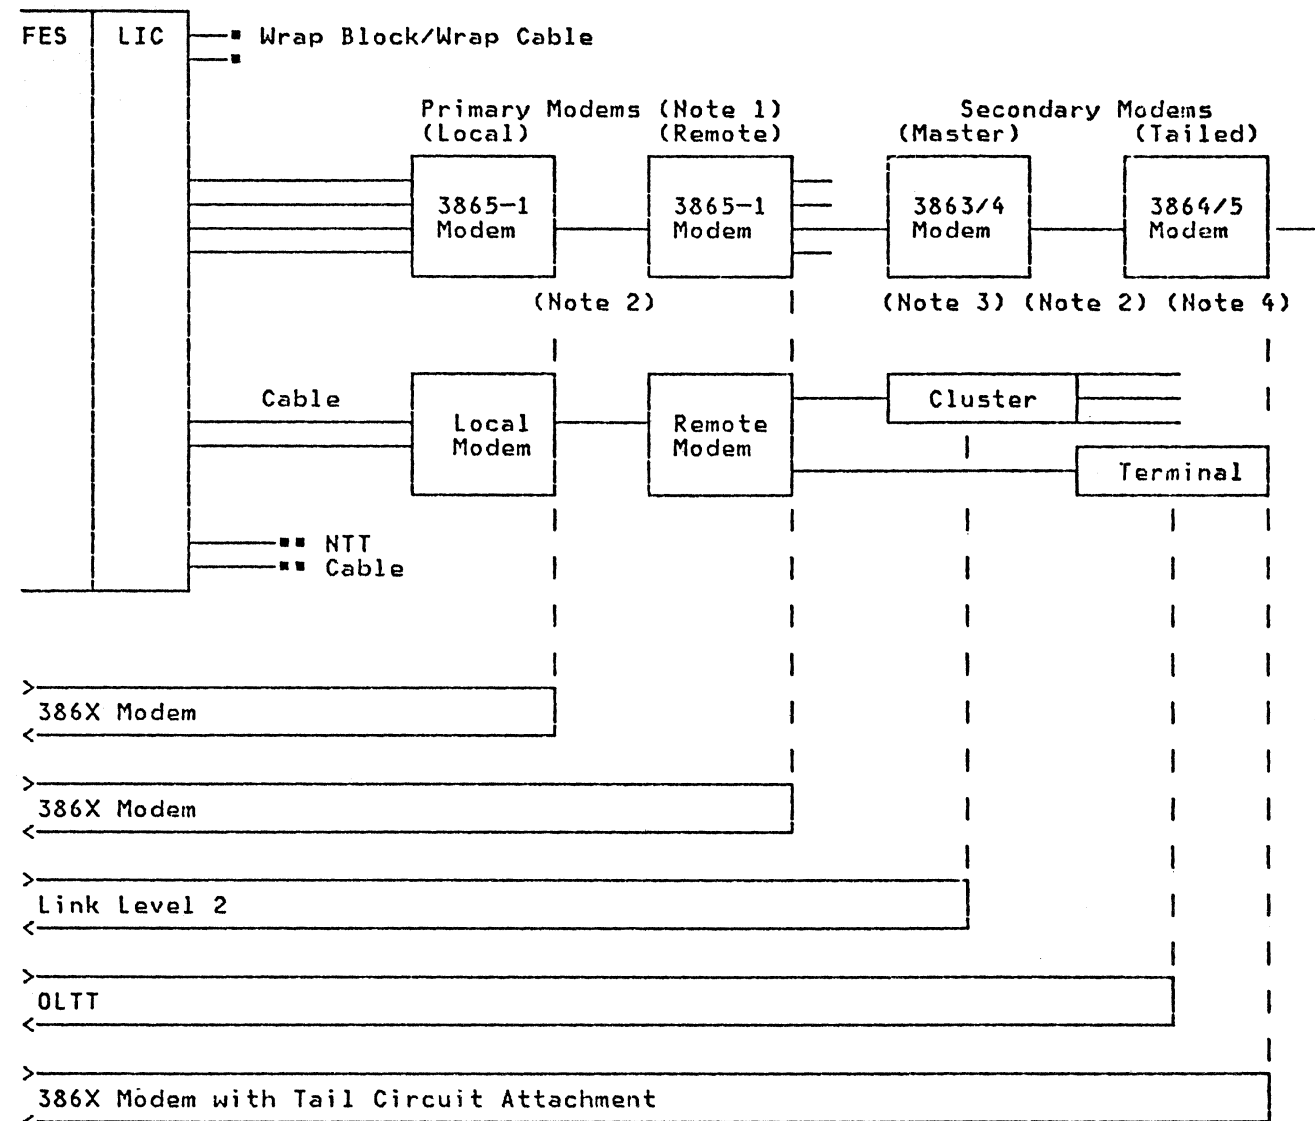 FES LIC Wrap Block/Wrap Cable
Primary Modems (Note 1) Secondary Modems
(Local) (Remote) (Master) (Tailed)
3865-1 3865-1 3863/4 3864/5
Modem Modem Modem Modem
(Note 2) (Note 3) (Note 2) (Note 4)
Cable Cluster
Local Remote
Modem Modem
Terminal
NTT
Cable
386X Modem
386X Modem
Link Level 2
OLTT
386X Modem with Tail Circuit Attachment